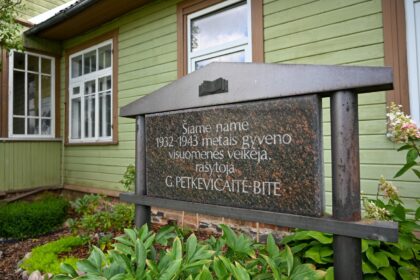 Šiame name
1932-1943 metais gyveno
visuomenės veikėja,
rašytoja
G. PETKEVIČAITĖ-BITĖ